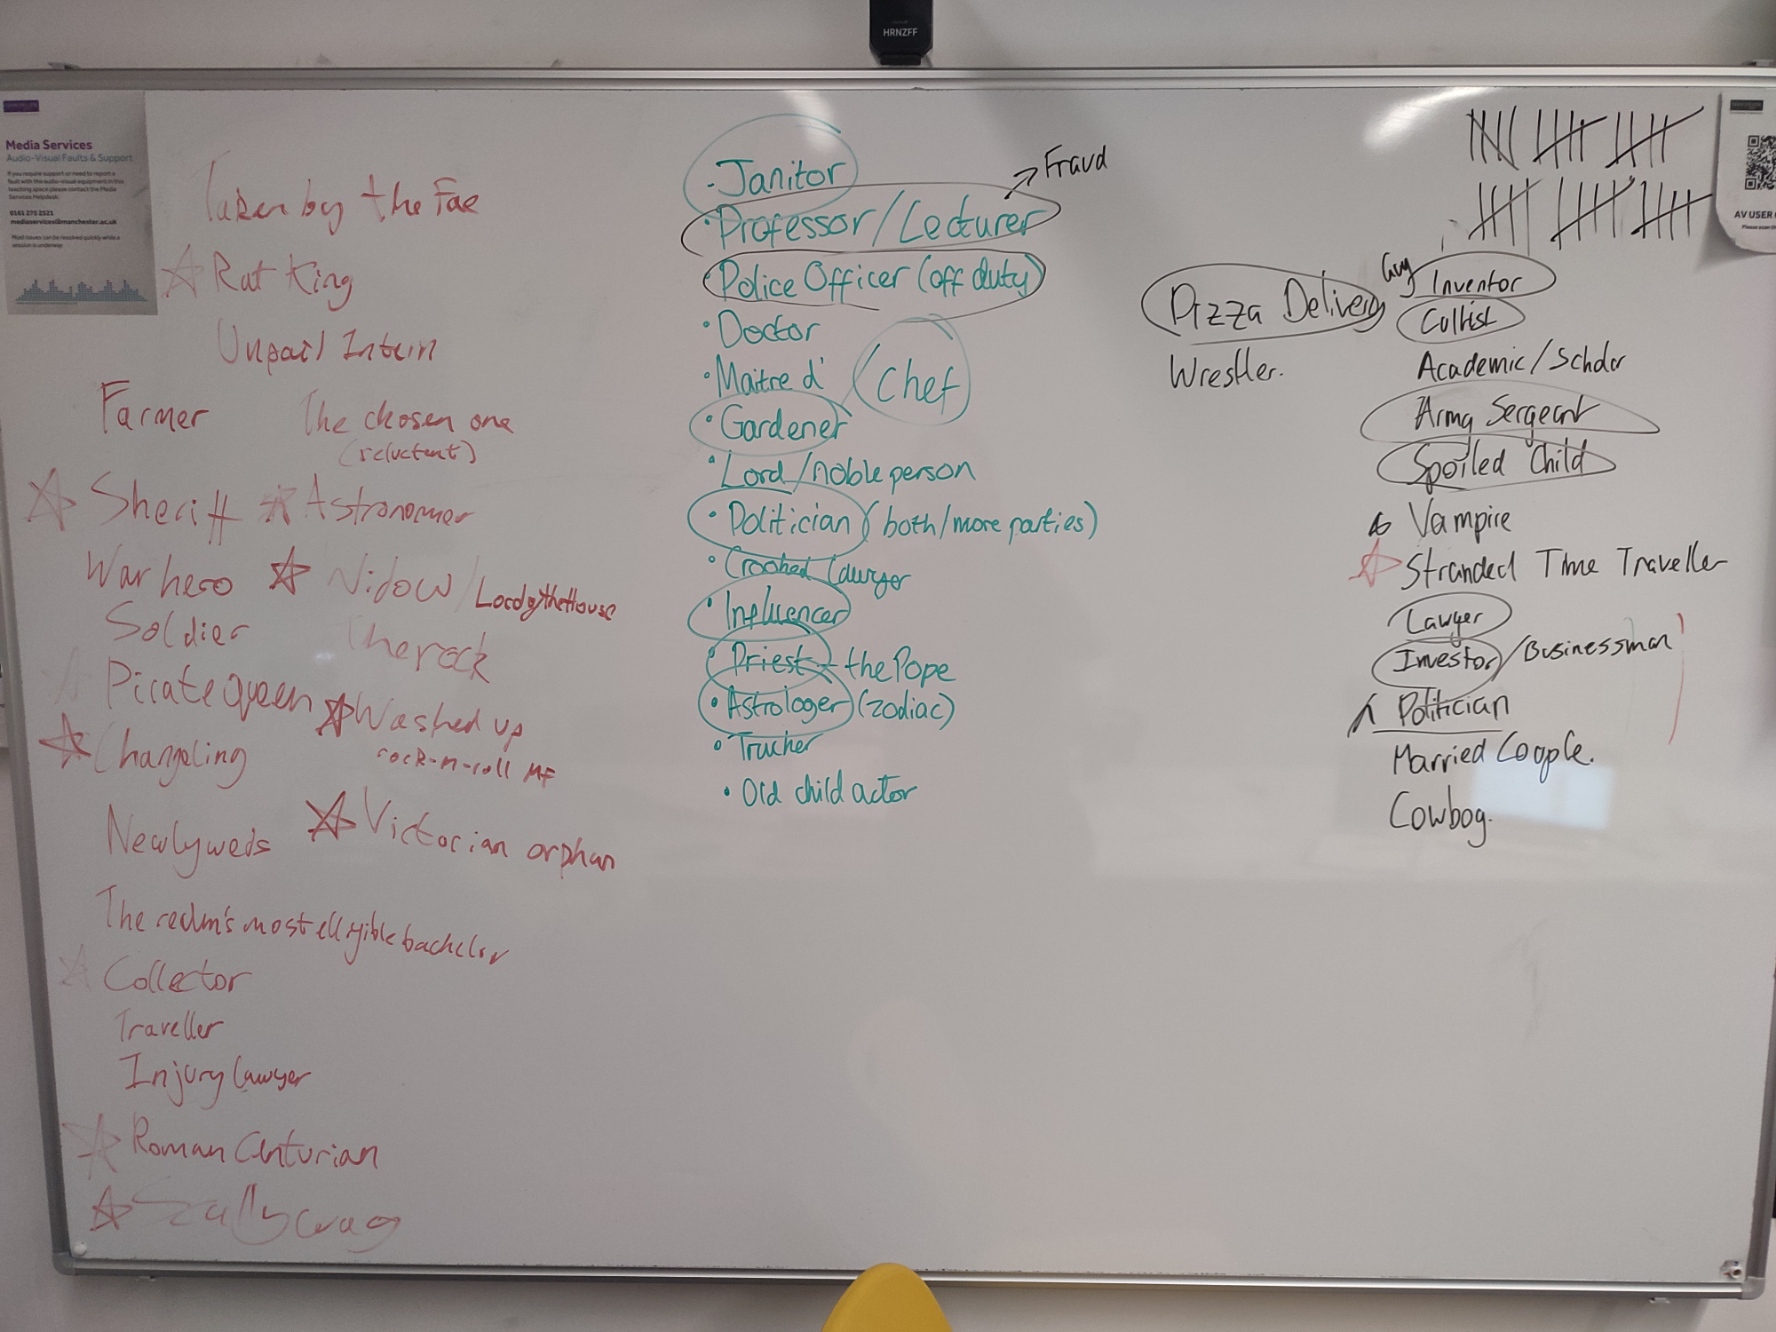 HRNZFF
Media Services
Audio-Visual Faults & Support
If you require support or need to report a
fault with the audio-visual equipment in this
teaching space please contact the Media
Services Helpdesk:
0161 275 2521
mediaservices@manchester.ac.uk
Most issues can be resolved quickly while a
session is underway.
Taken by the Fae
Rat King
Unpaid Intern
Farmer
The chosen one
(reluctant)
Sheriff
Astronomer
War hero
Widow / Lord of the House
Soldier
The rock
Pirate queen
Washed up
rock-n-roll MF
Changeling
Newlyweds
Victorian orphan
The realm's most elligible bachelor
Collector
Traveller
Injury lawyer
Roman Centurian
Scallywag
· Janitor
→ Fraud
· Professor/Lecturer
· Police Officer (off duty)
· Doctor
· Maitre d'
Chef
· Gardener
· Lord/noble person
· Politician (both/more parties)
· Crooked lawyer
· Influencer
· Priest + the Pope
· Astrologer (zodiac)
· Trucker
· Old child actor
Pizza Delivery Guy
Wrestler.
Inventor
Cultist
Academic/Scholar
Army Sergeant
Spoiled Child
Vampire
Stranded Time Traveller
Lawyer
Investor/Businessman
Politician
Married Couple.
Cowboy.
AV USER